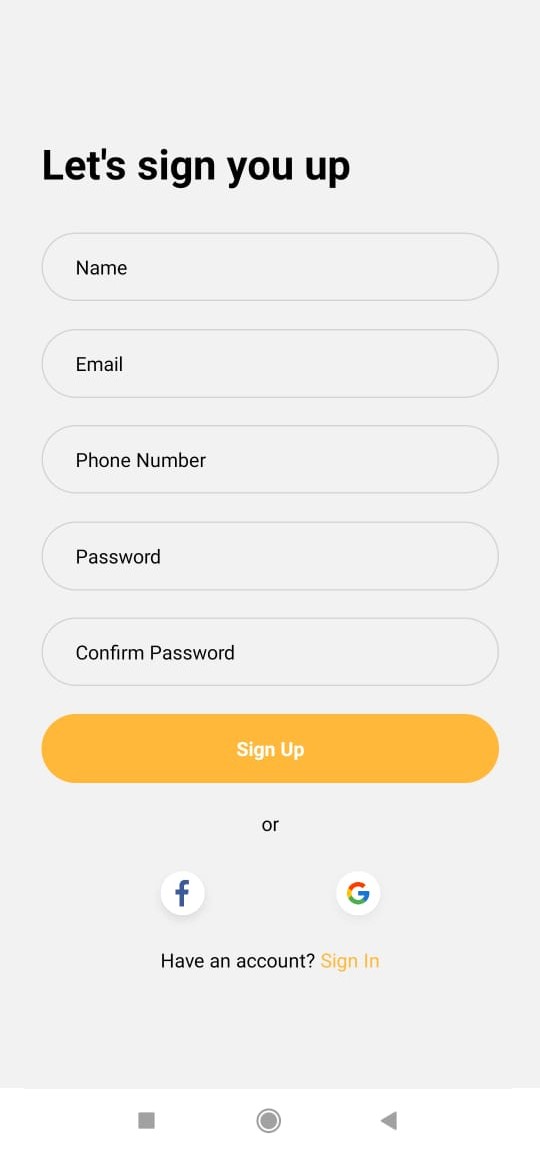 Let's sign you up
Name
Email
Phone Number
Password
Confirm Password
Sign Up
or
Have an account? Sign In